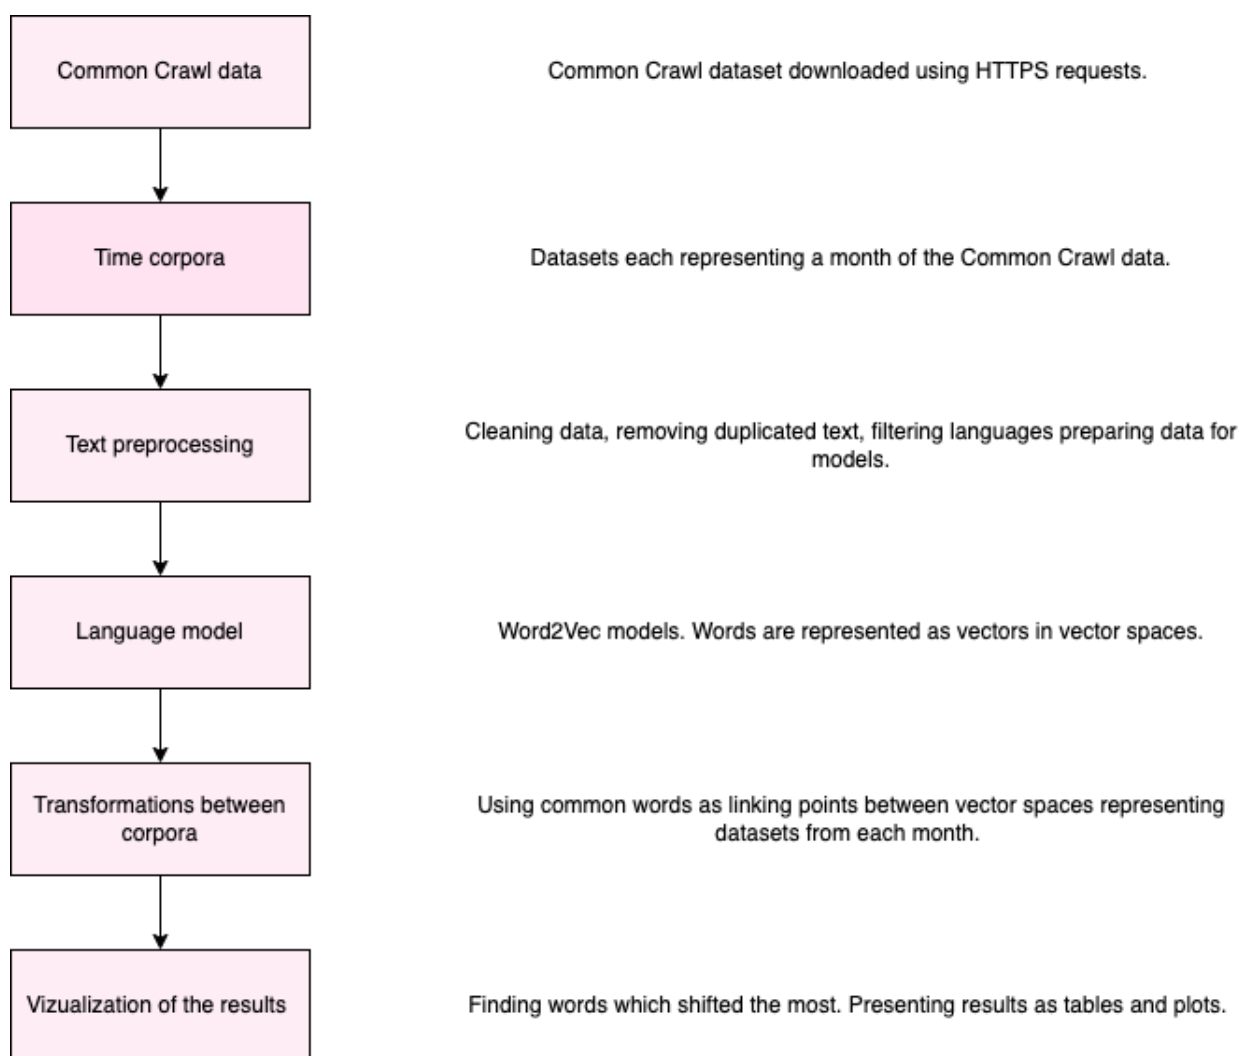 Common Crawl data
Common Crawl dataset downloaded using HTTPS requests.
Time corpora
Datasets each representing a month of the Common Crawl data.
Text preprocessing
Cleaning data, removing duplicated text, filtering languages preparing data for
models.
Language model
Word2Vec models. Words are represented as vectors in vector spaces.
Transformations between
corpora
Using common words as linking points between vector spaces representing
datasets from each month.
Vizualization of the results
Finding words which shifted the most. Presenting results as tables and plots.